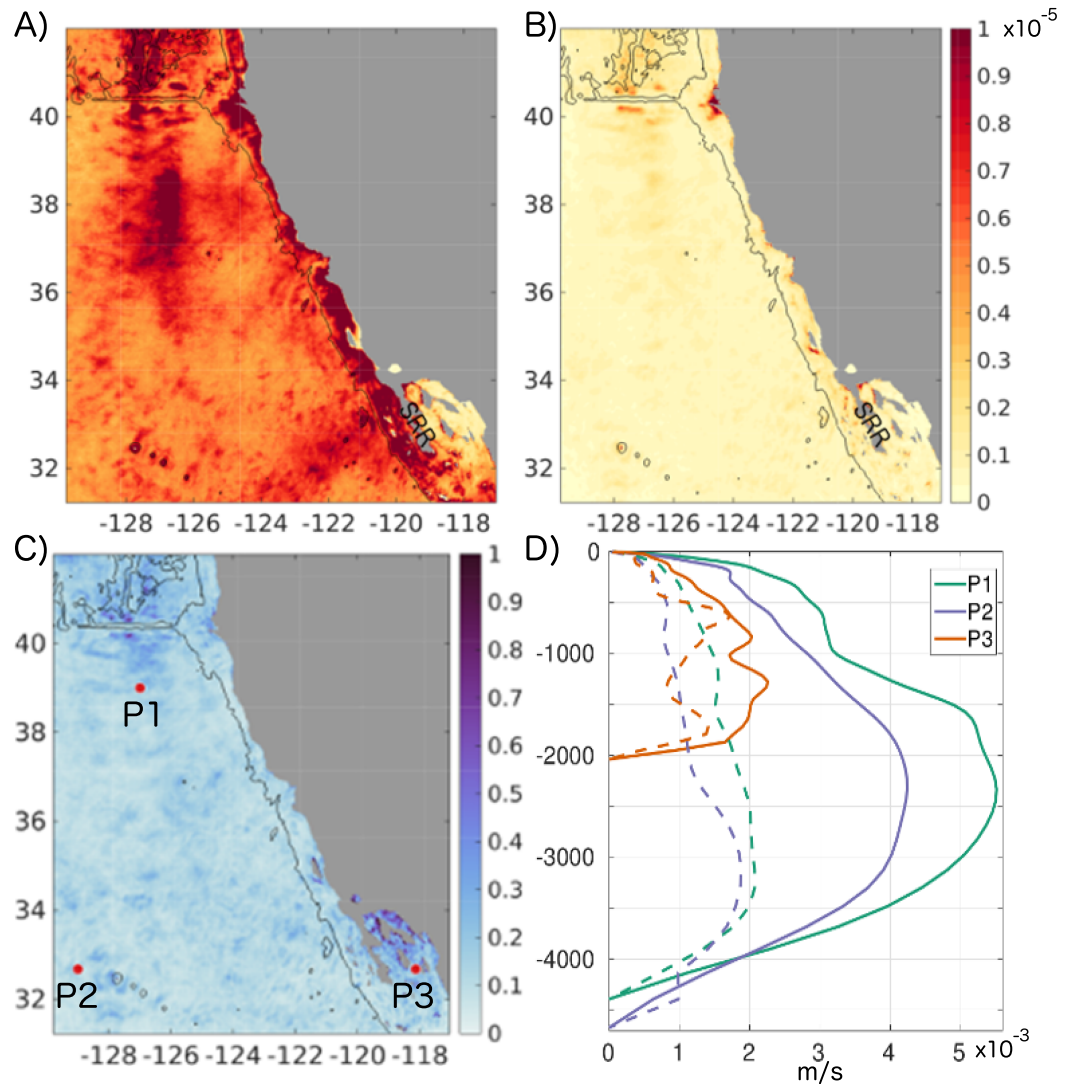 A)
40
38
36
34
32
SRR
-128 -126 -124 -122 -120 -118
B)
40
38
36
34
32
SRR
-128 -126 -124 -122 -120 -118
1 x10-5
0.9
0.8
0.7
0.6
0.5
0.4
0.3
0.2
0.1
0
C)
40
38
36
34
32
P1
P2
P3
-128 -126 -124 -122 -120 -118
1
0.9
0.8
0.7
0.6
0.5
0.4
0.3
0.2
0.1
0
D)
0
-1000
-2000
-3000
-4000
P1
P2
P3
0 1 2 3 4 5 x10-3
m/s